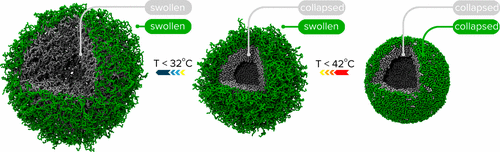 swollen
swollen
T < 32°C
collapsed
swollen
T < 42°C
collapsed
collapsed